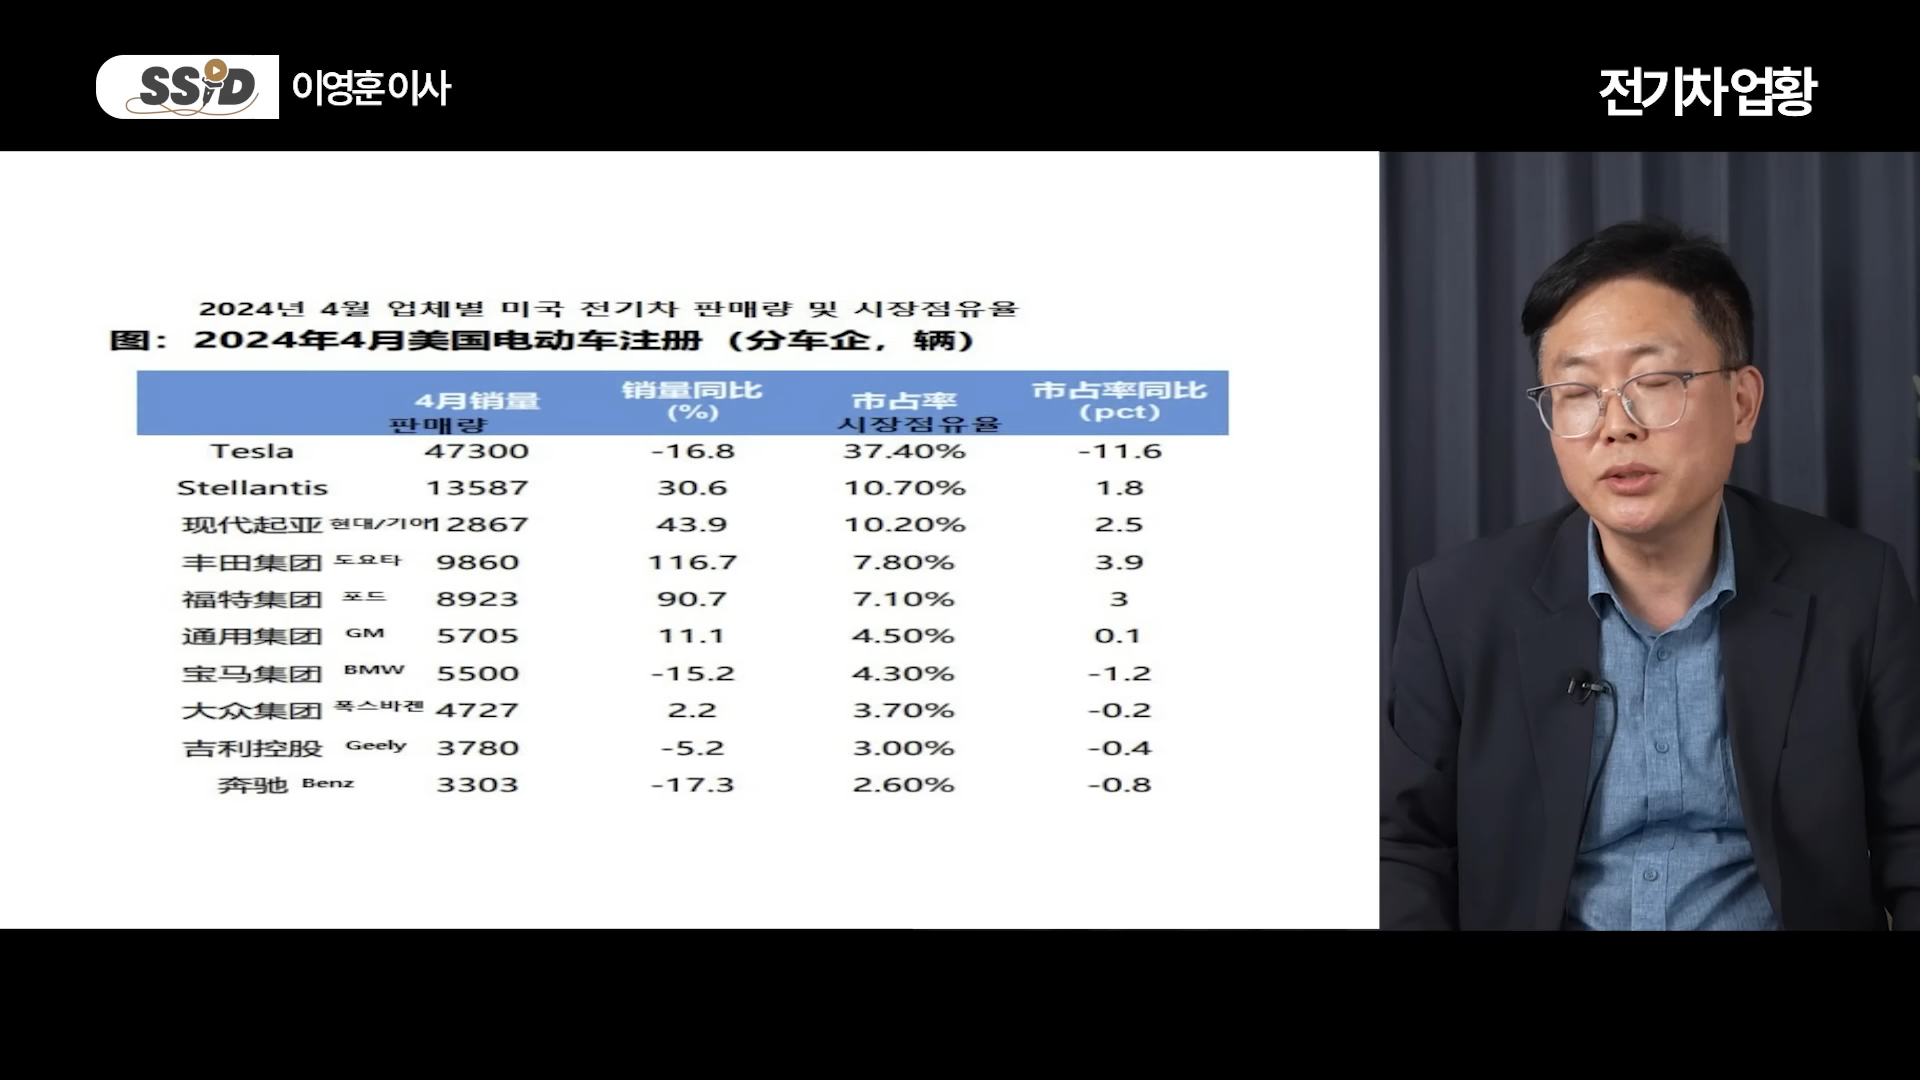 SSiD 이영훈 이사
전기차 업황
2024년 4월 업체별 미국 전기차 판매량 및 시장점유율
图：2024年4月美国电动车注册（分车企，辆）
4月销量 销量同比 (%) 市占率 市占率同比 (pct)
판매량 시장점유율
Tesla 47300 -16.8 37.40% -11.6
Stellantis 13587 30.6 10.70% 1.8
现代起亚 현대/기아 12867 43.9 10.20% 2.5
丰田集团 도요타 9860 116.7 7.80% 3.9
福特集团 포드 8923 90.7 7.10% 3
通用集团 GM 5705 11.1 4.50% 0.1
宝马集团 BMW 5500 -15.2 4.30% -1.2
大众集团 폭스바겐 4727 2.2 3.70% -0.2
吉利控股 Geely 3780 -5.2 3.00% -0.4
奔驰 Benz 3303 -17.3 2.60% -0.8